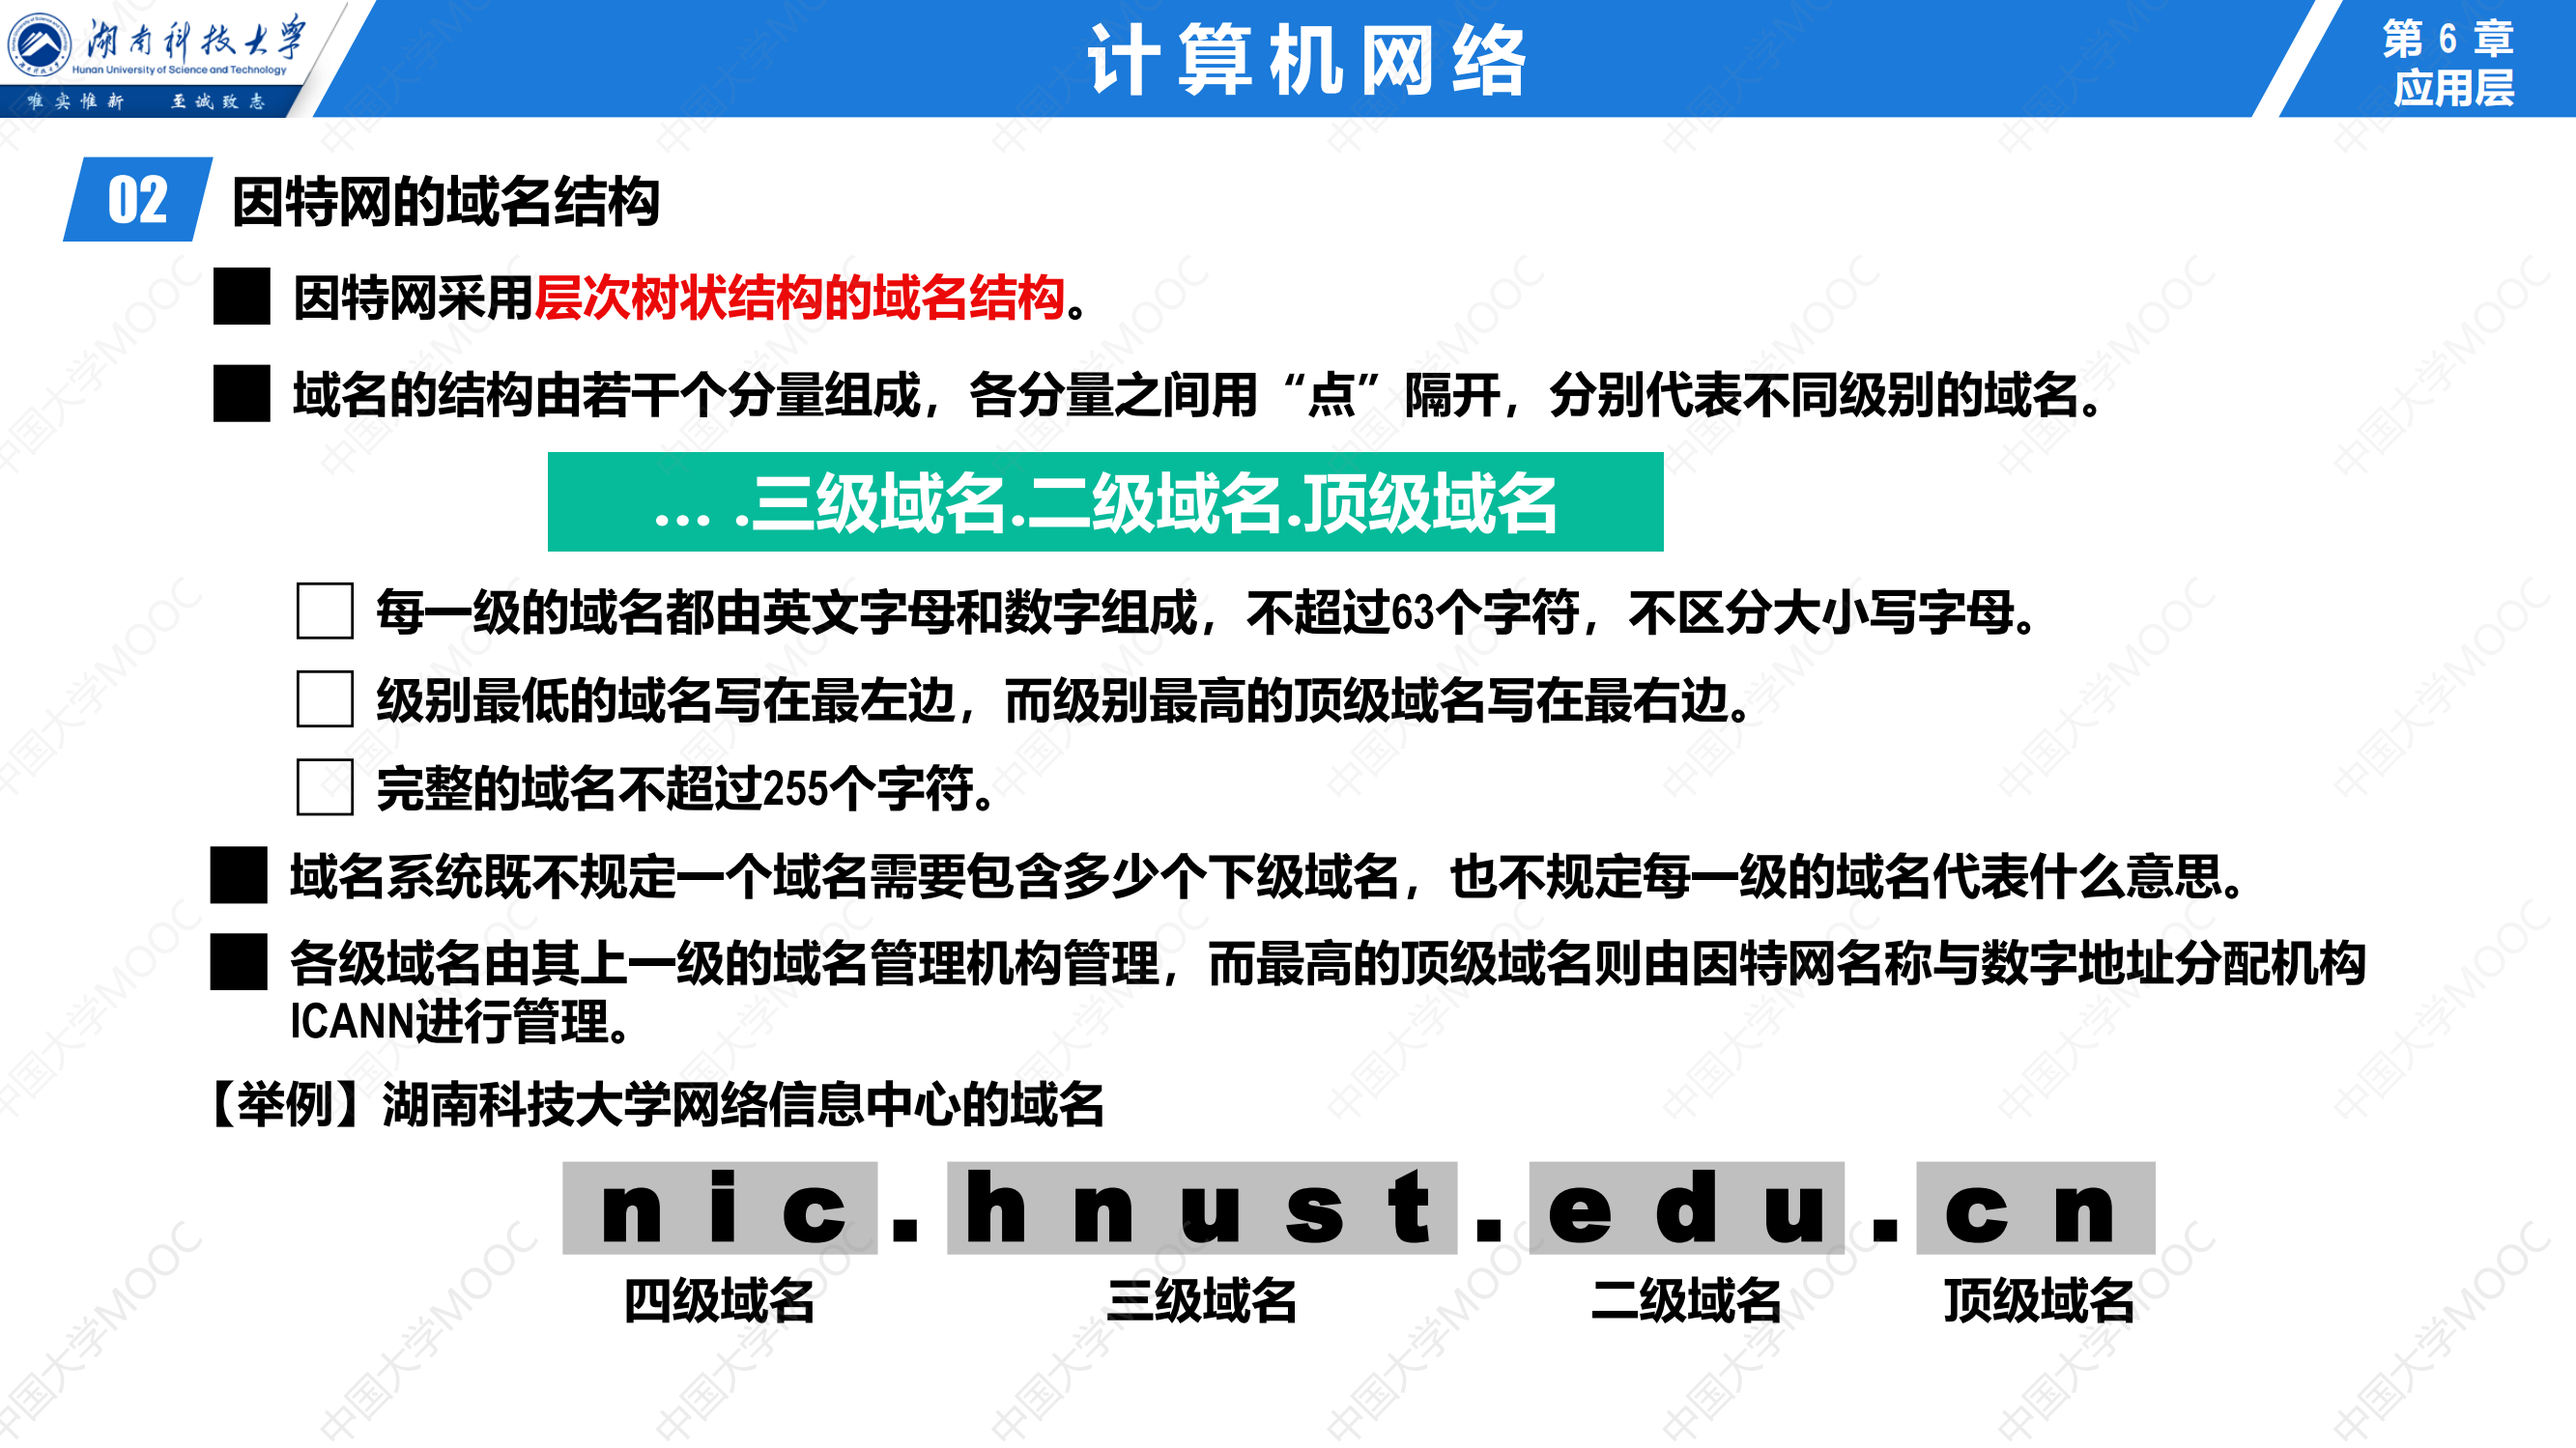 湖南科技大学
Hunan University of Science and Technology
唯实惟新 至诚致志
计算机网络
第 6 章
应用层
02 因特网的域名结构
因特网采用层次树状结构的域名结构。
域名的结构由若干个分量组成，各分量之间用“点”隔开，分别代表不同级别的域名。
… .三级域名.二级域名.顶级域名
每一级的域名都由英文字母和数字组成，不超过63个字符，不区分大小写字母。
级别最低的域名写在最左边，而级别最高的顶级域名写在最右边。
完整的域名不超过255个字符。
域名系统既不规定一个域名需要包含多少个下级域名，也不规定每一级的域名代表什么意思。
各级域名由其上一级的域名管理机构管理，而最高的顶级域名则由因特网名称与数字地址分配机构
ICANN进行管理。
【举例】湖南科技大学网络信息中心的域名
nic.hnust.edu.cn
四级域名 三级域名 二级域名 顶级域名
中国大学MOOC